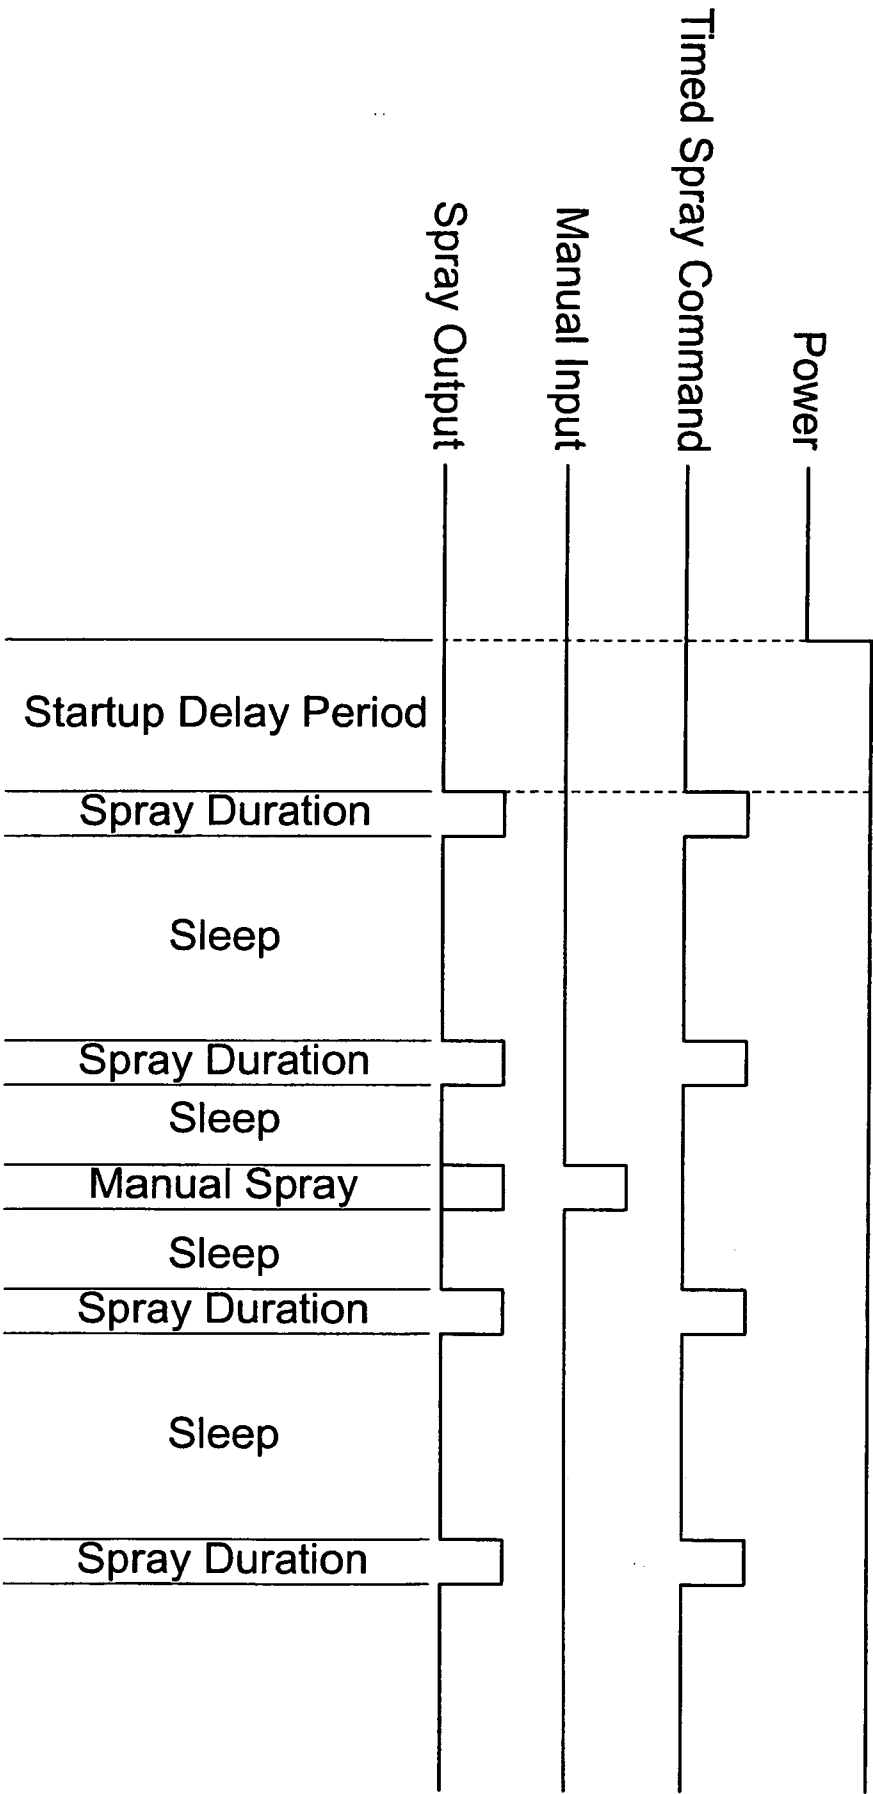 Power
Timed Spray Command
Manual Input
Spray Output
Startup Delay Period
Spray Duration
Sleep
Spray Duration
Sleep
Manual Spray
Sleep
Spray Duration
Sleep
Spray Duration